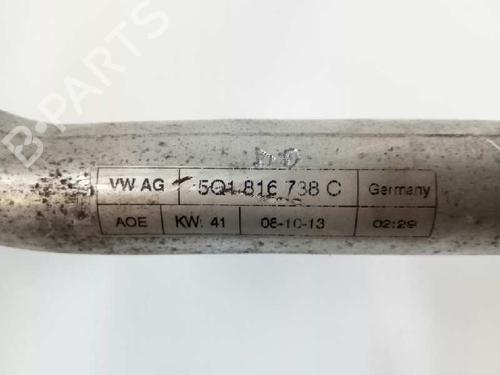 B-PARTS
VW AG 5Q1 816 738 C Germany
AOE KW: 41 08-10-13 02:29